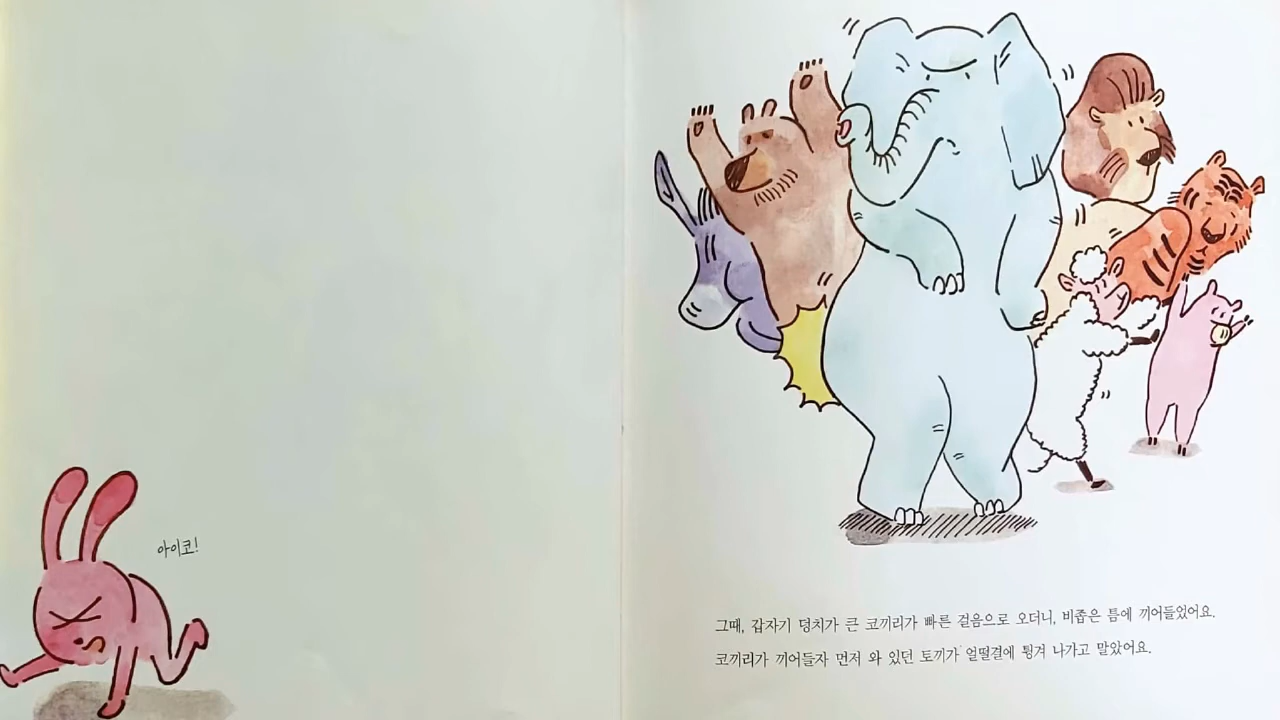 아이코!
그때, 갑자기 덩치가 큰 코끼리가 빠른 걸음으로 오더니, 비좁은 틈에 끼어들었어요.
코끼리가 끼어들자 먼저 와 있던 토끼가 얼떨결에 튕겨 나가고 말았어요.